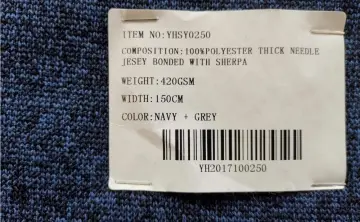 ITEM NO:YHSY0250
COMPOSITION:100%POLYESTER THICK NEEDLE
JESEY BONDED WITH SHERPA
WEIGHT:420GSM
WIDTH:150CM
COLOR:NAVY + GREY
YH2017100250